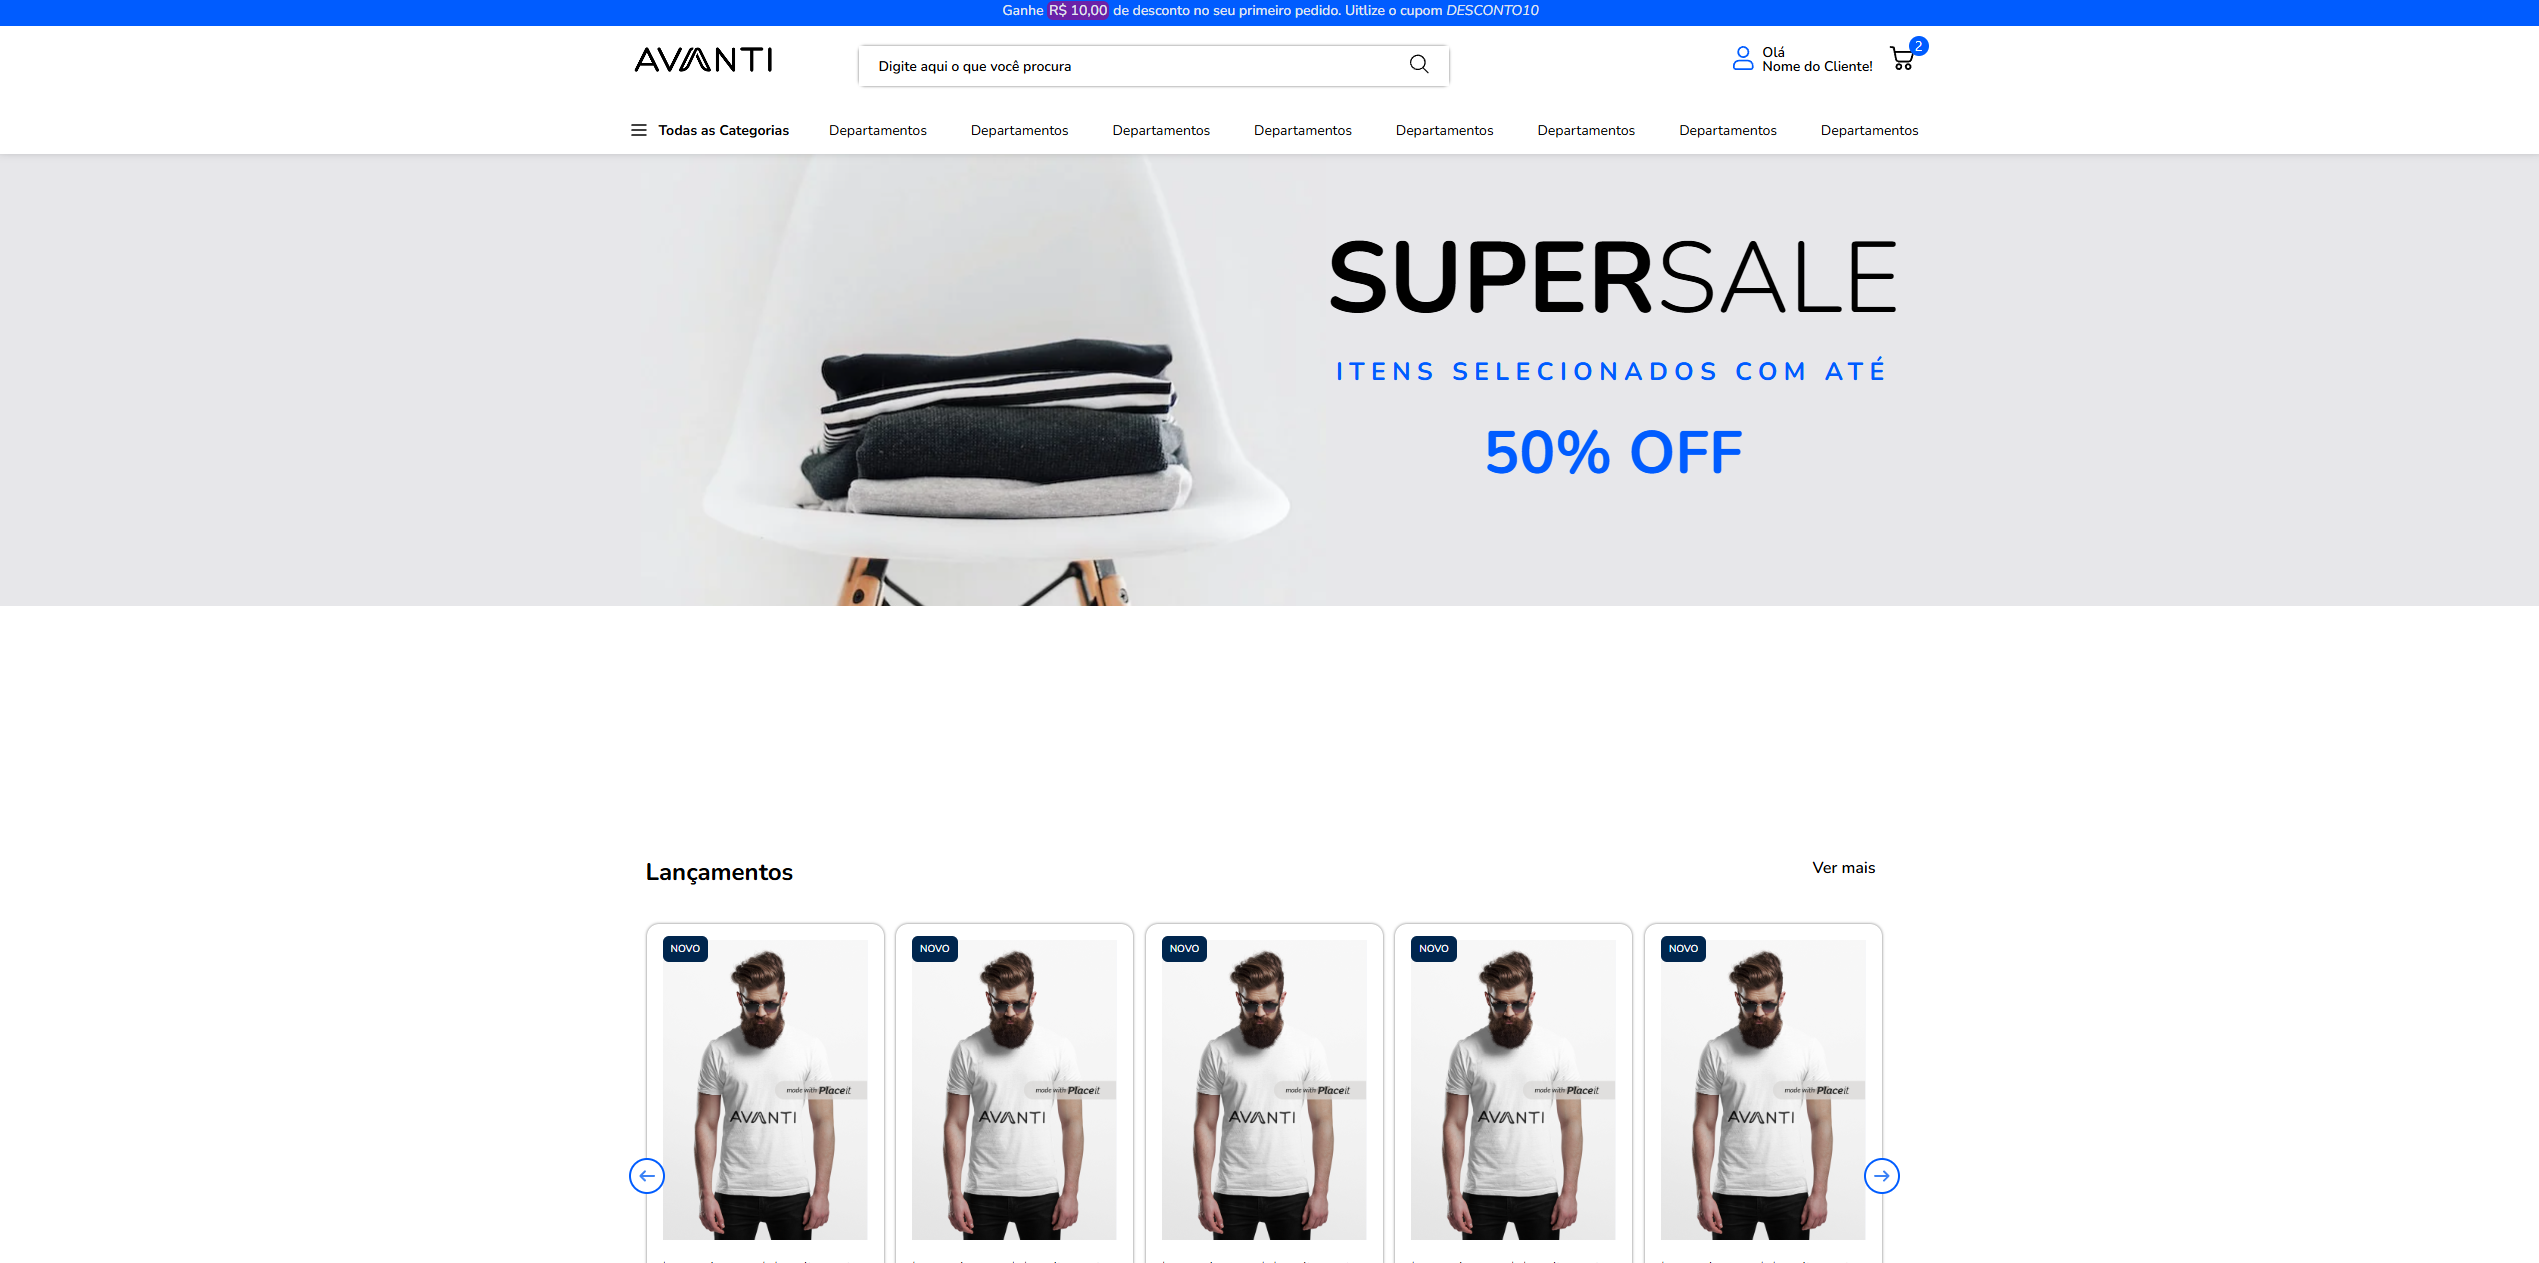 Ganhe R$ 10,00 de desconto no seu primeiro pedido. Uitlize o cupom DESCONTO10
AVANTI
Digite aqui o que você procura
Olá
Nome do Cliente!
2
Todas as Categorias
Departamentos
Departamentos
Departamentos
Departamentos
Departamentos
Departamentos
Departamentos
Departamentos
SUPERSALE
ITENS SELECIONADOS COM ATÉ
50% OFF
Lançamentos
Ver mais
NOVO
NOVO
NOVO
NOVO
NOVO
made with Placeit
made with Placeit
made with Placeit
made with Placeit
made with Placeit
AVANTI
AVANTI
AVANTI
AVANTI
AVANTI